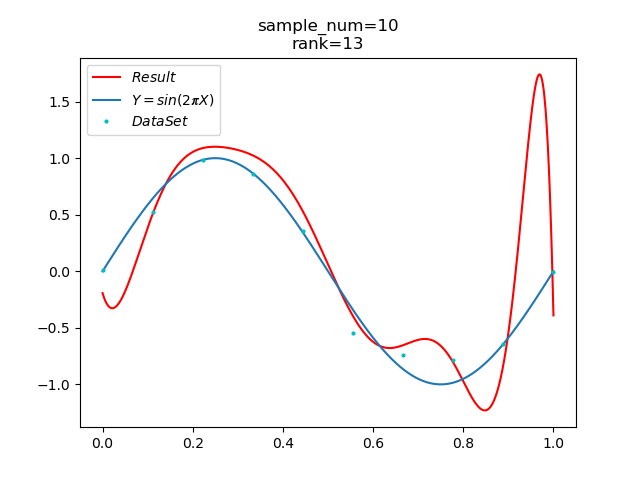 sample_num=10
rank=13
Result
Y = sin(2πX)
DataSet
1.5
1.0
0.5
0.0
−0.5
−1.0
0.0 0.2 0.4 0.6 0.8 1.0